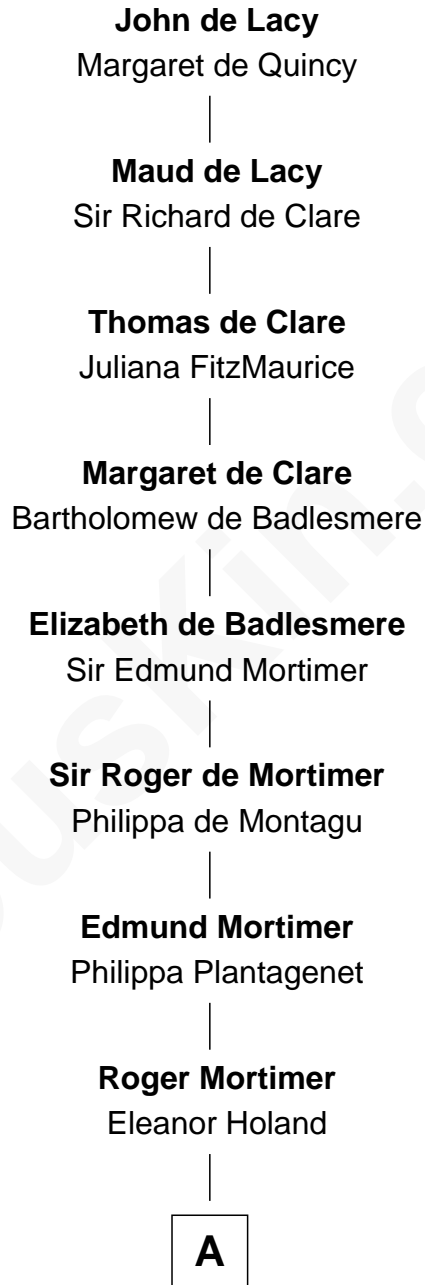 John de Lacy
Margaret de Quincy
Maud de Lacy
Sir Richard de Clare
Thomas de Clare
Juliana FitzMaurice
Margaret de Clare
Bartholomew de Badlesmere
Elizabeth de Badlesmere
Sir Edmund Mortimer
Sir Roger de Mortimer
Philippa de Montagu
Edmund Mortimer
Philippa Plantagenet
Roger Mortimer
Eleanor Holand
A